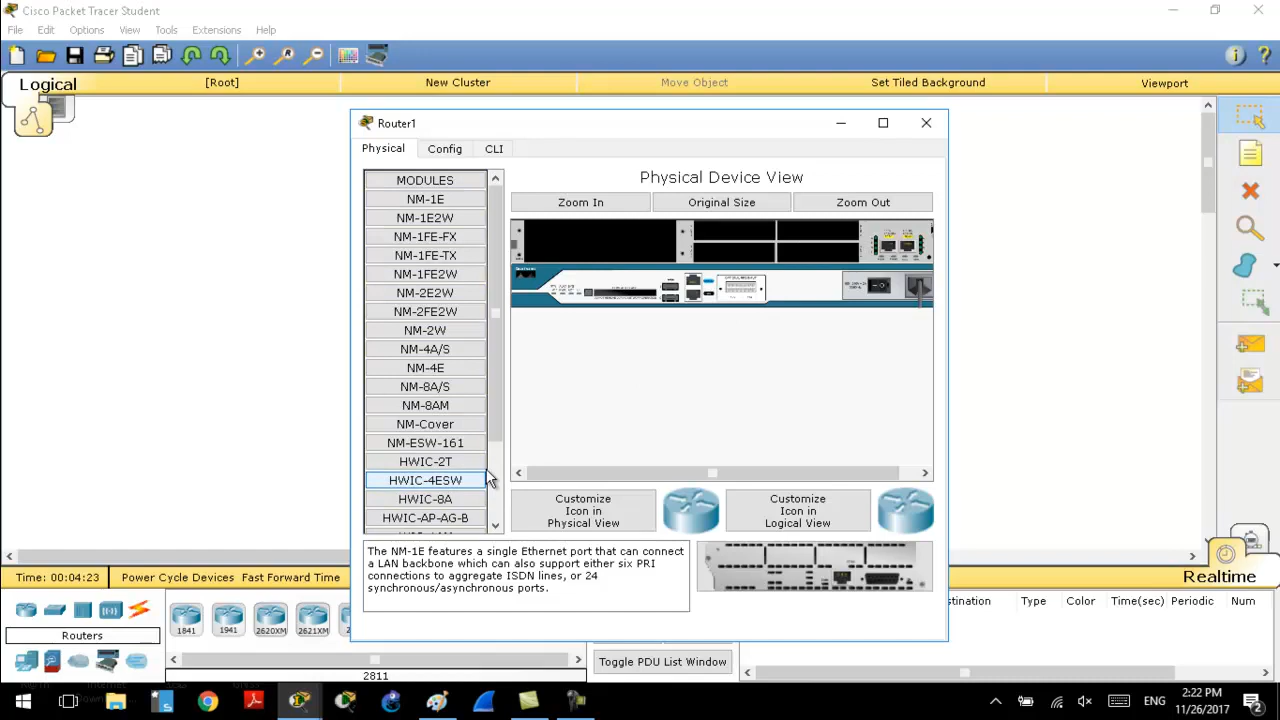 Cisco Packet Tracer Student
File Edit Options View Tools Extensions Help
Logical [Root] New Cluster Move Object Set Tiled Background Viewport
Router1
Physical Config CLI
MODULES
NM-1E
NM-1E2W
NM-1FE-FX
NM-1FE-TX
NM-1FE2W
NM-2E2W
NM-2FE2W
NM-2W
NM-4A/S
NM-4E
NM-8A/S
NM-8AM
NM-Cover
NM-ESW-161
HWIC-2T
HWIC-4ESW
HWIC-8A
HWIC-AP-AG-B
Physical Device View
Zoom In Original Size Zoom Out
Customize
Icon in
Physical View
Customize
Icon in
Logical View
The NM-1E features a single Ethernet port that can connect
a LAN backbone which can also support either six PRI
connections to aggregate ISDN lines, or 24
synchronous/asynchronous ports.
Time: 00:04:23 Power Cycle Devices Fast Forward Time
Realtime
Routers
1841 1941 2620XM 2621XM
2811
Toggle PDU List Window
stination Type Color Time(sec) Periodic Num
ENG
2:22 PM
11/26/2017
2